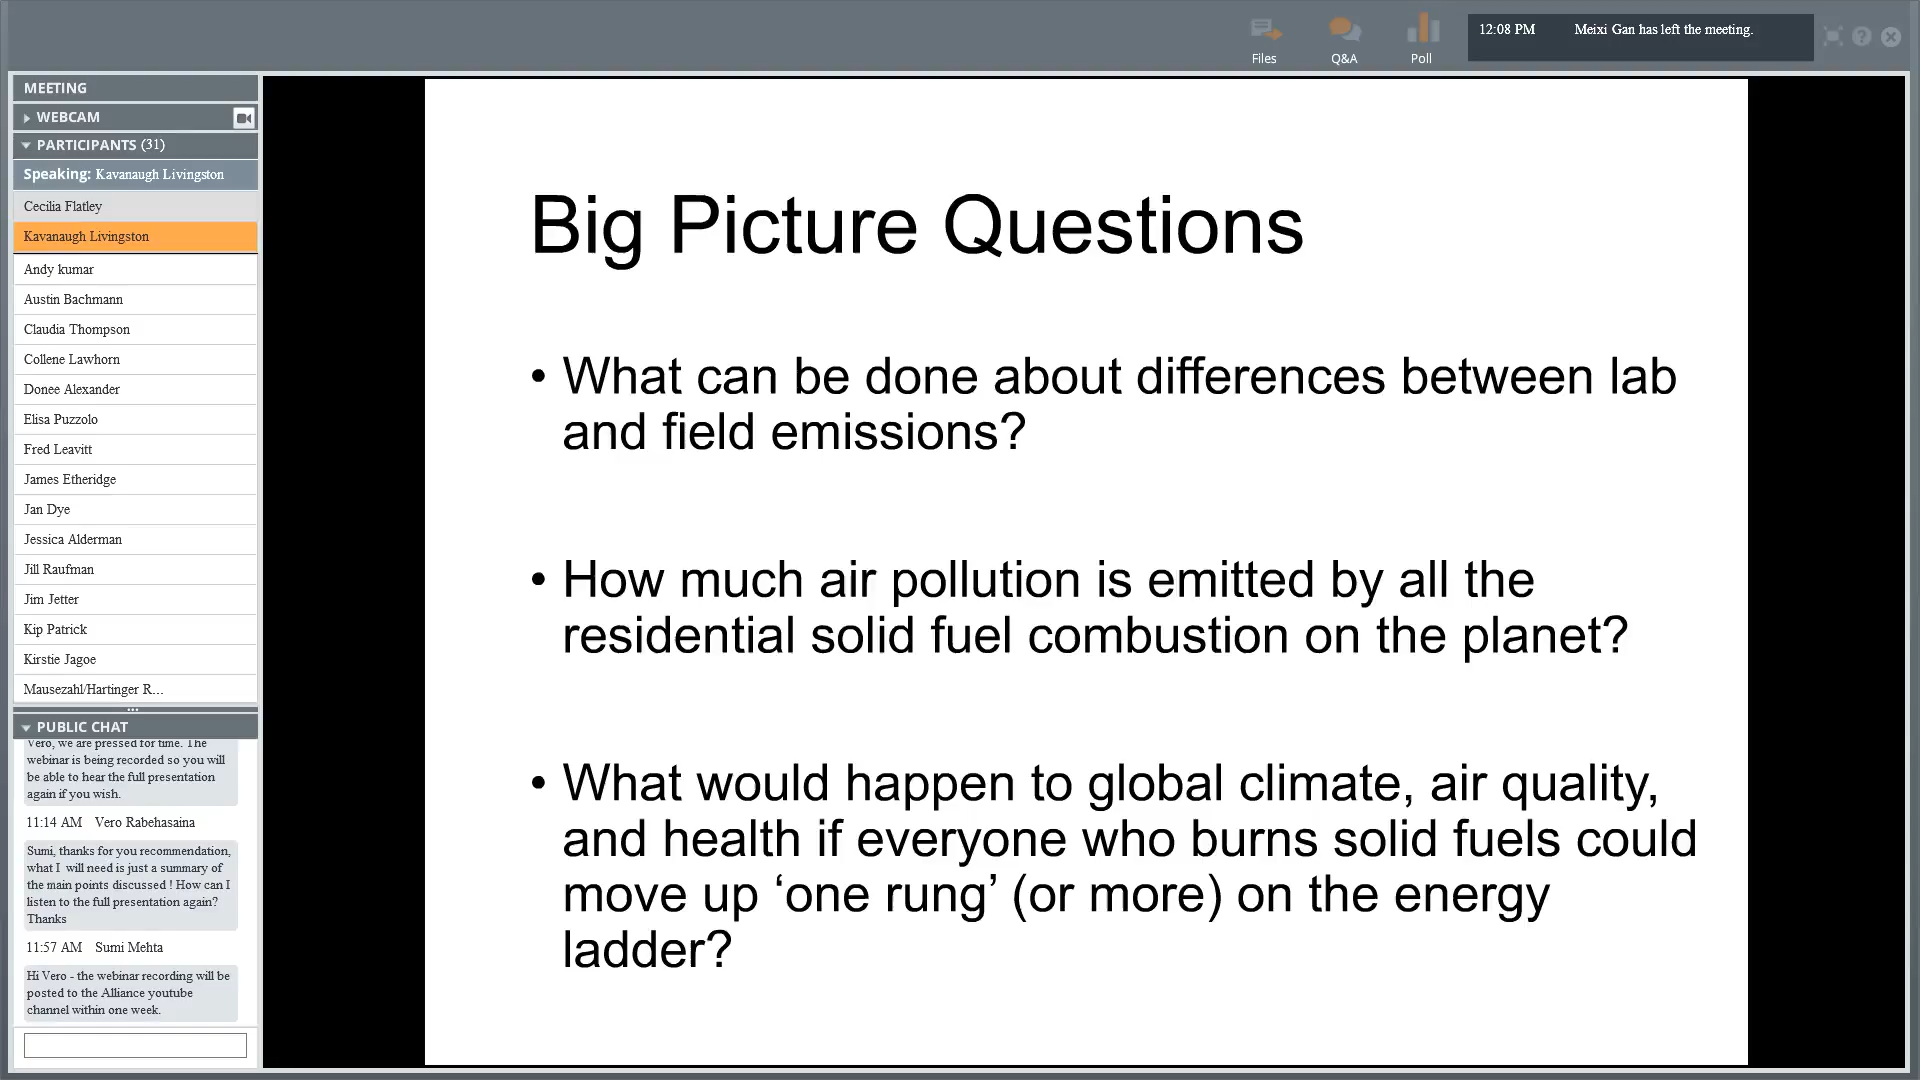 Files
Q&A
Poll
12:08 PM Meixi Gan has left the meeting.
MEETING
WEBCAM
PARTICIPANTS (31)
Speaking: Kavanaugh Livingston
Cecilia Flatley
Kavanaugh Livingston
Andy kumar
Austin Bachmann
Claudia Thompson
Collene Lawhorn
Donee Alexander
Elisa Puzzolo
Fred Leavitt
James Etheridge
Jan Dye
Jessica Alderman
Jill Raufman
Jim Jetter
Kip Patrick
Kirstie Jagoe
Mausezahl/Hartinger R...
PUBLIC CHAT
Vero, we are pressed for time. The
webinar is being recorded so you will
be able to hear the full presentation
again if you wish.
11:14 AM Vero Rabehasaina
Sumi, thanks for you recommendation,
what I will need is just a summary of
the main points discussed ! How can I
listen to the full presentation again?
Thanks
11:57 AM Sumi Mehta
Hi Vero - the webinar recording will be
posted to the Alliance youtube
channel within one week.
Big Picture Questions
• What can be done about differences between lab
and field emissions?
• How much air pollution is emitted by all the
residential solid fuel combustion on the planet?
• What would happen to global climate, air quality,
and health if everyone who burns solid fuels could
move up ‘one rung’ (or more) on the energy
ladder?